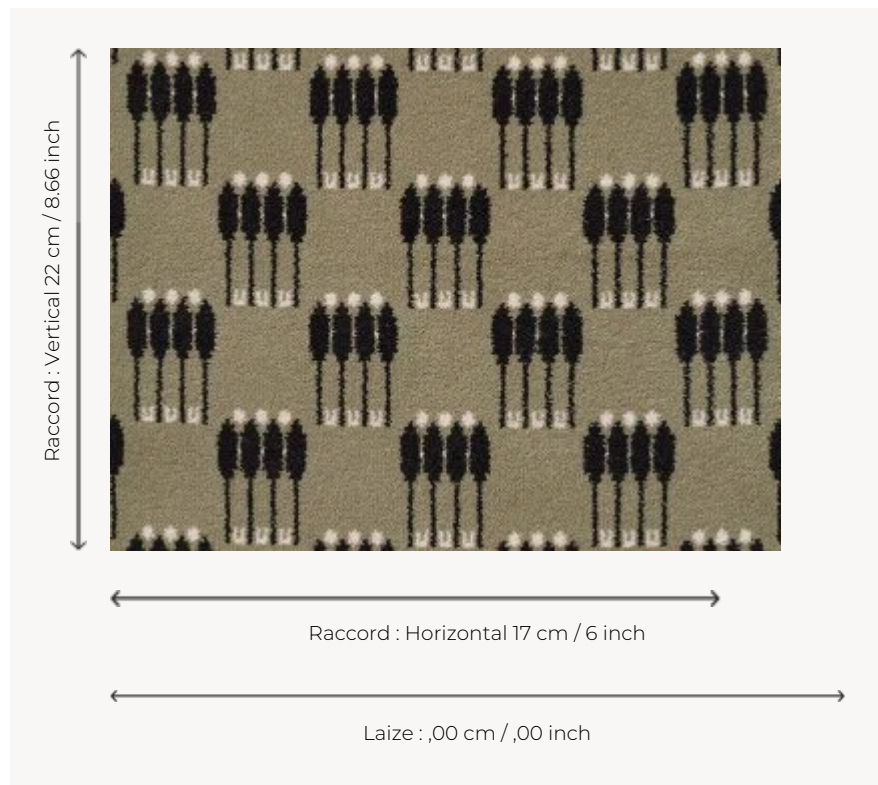 Raccord : Vertical 22 cm / 8.66 inch
Raccord : Horizontal 17 cm / 6 inch
Laize : ,00 cm / ,00 inch